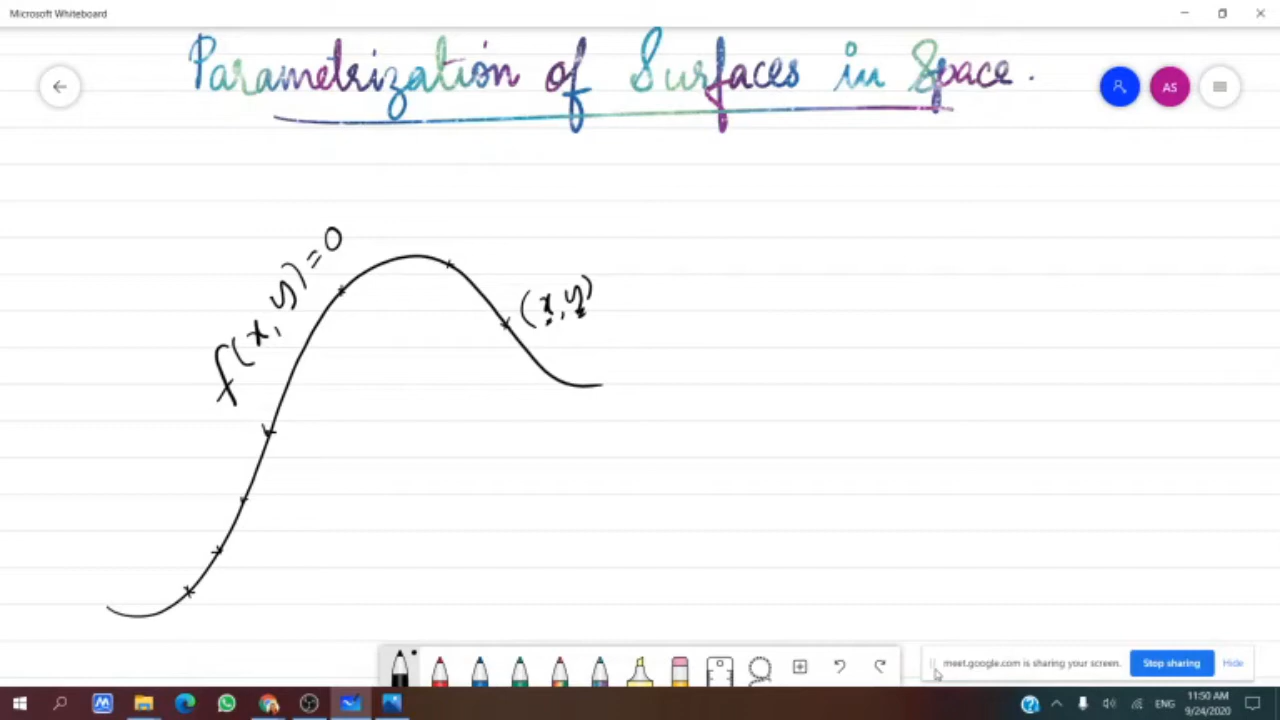 Microsoft Whiteboard
Parametrization of Surfaces in Space.
AS
f(x,y)=0
(x,y)
meet.google.com is sharing your screen.
Stop sharing
Hide
ENG
11:50 AM
9/24/2020